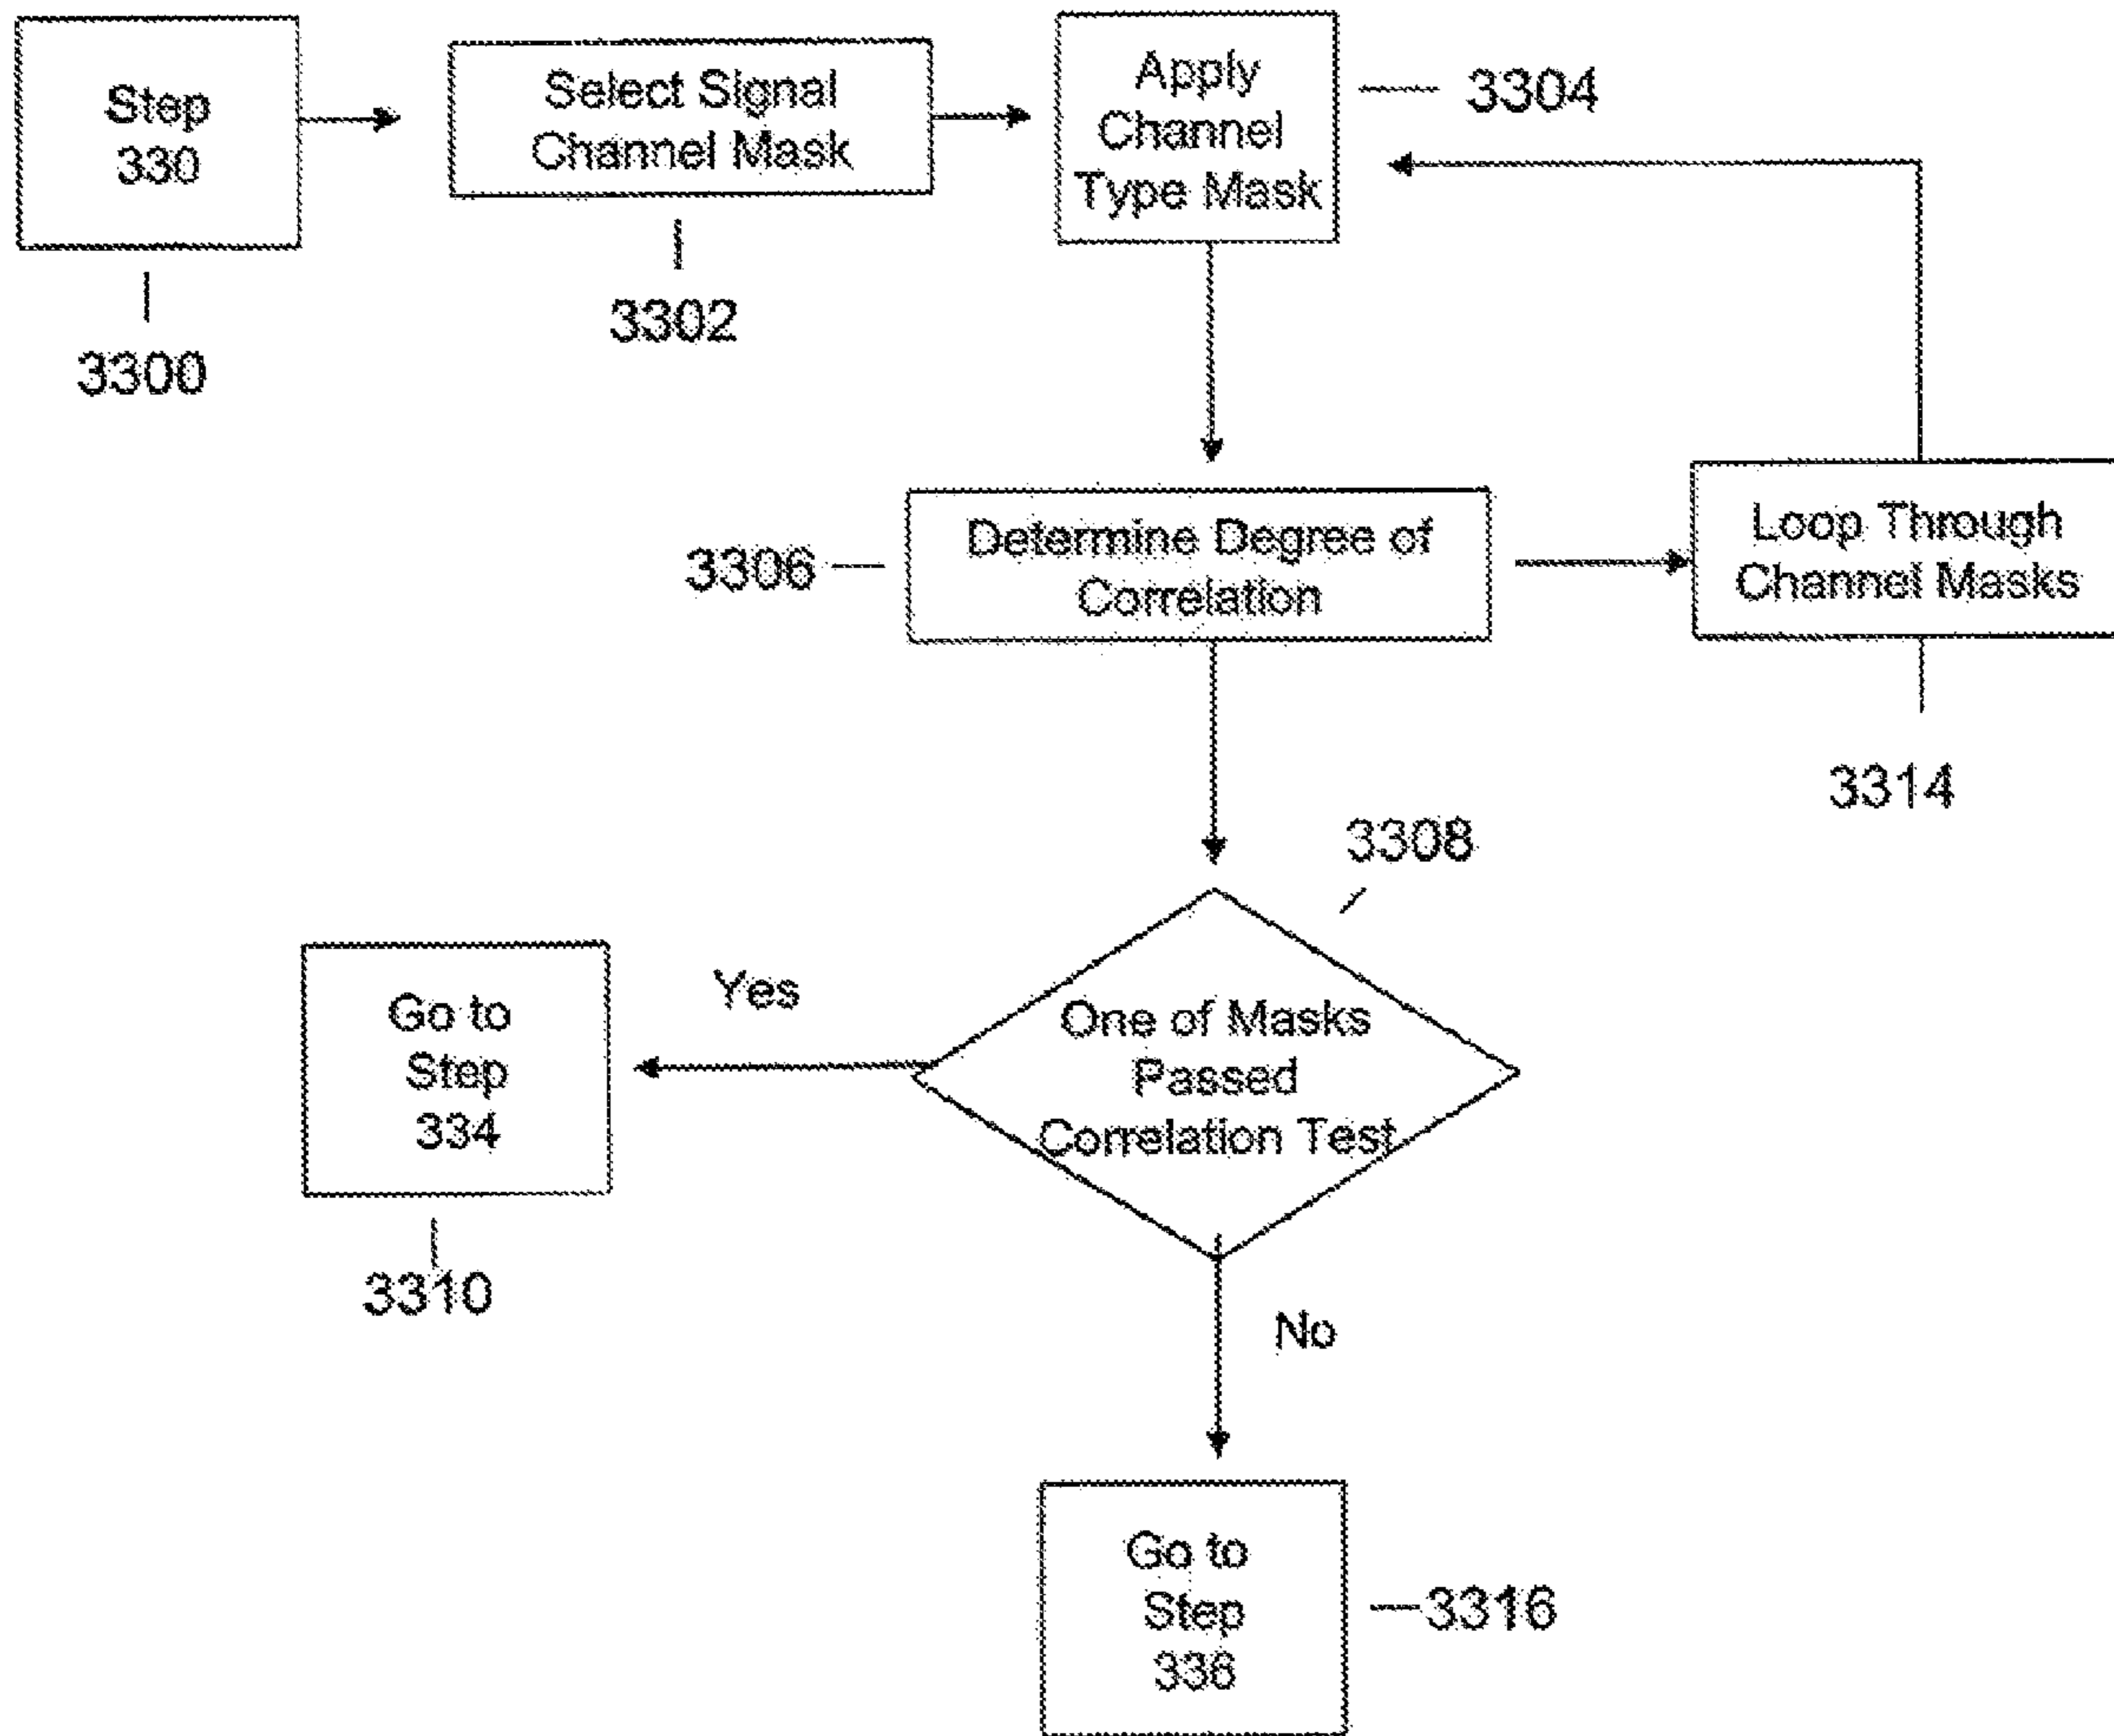 Step
330
3300
Select Signal
Channel Mask
3302
Apply
Channel
Type Mask
3304
Determine Degree of
Correlation
3306
Loop Through
Channel Masks
3314
3308
One of Masks
Passed
Correlation Test
Yes
Go to
Step
334
3310
No
Go to
Step
336
3316